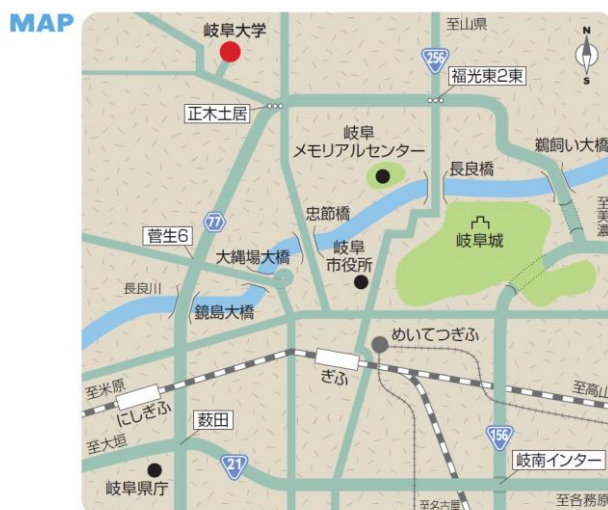 MAP
岐阜大学
至山県
256
N
S
福光東2東
正木土居
岐阜
メモリアルセンター
鵜飼い大橋
長良橋
至美濃
77
忠節橋
菅生6
大縄場大橋
岐阜
市役所
岐阜城
長良川
鏡島大橋
めいてつぎふ
ぎふ
至米原
至高山
にしぎふ
薮田
至大垣
156
21
岐南インター
岐阜県庁
至名古屋
至各務原